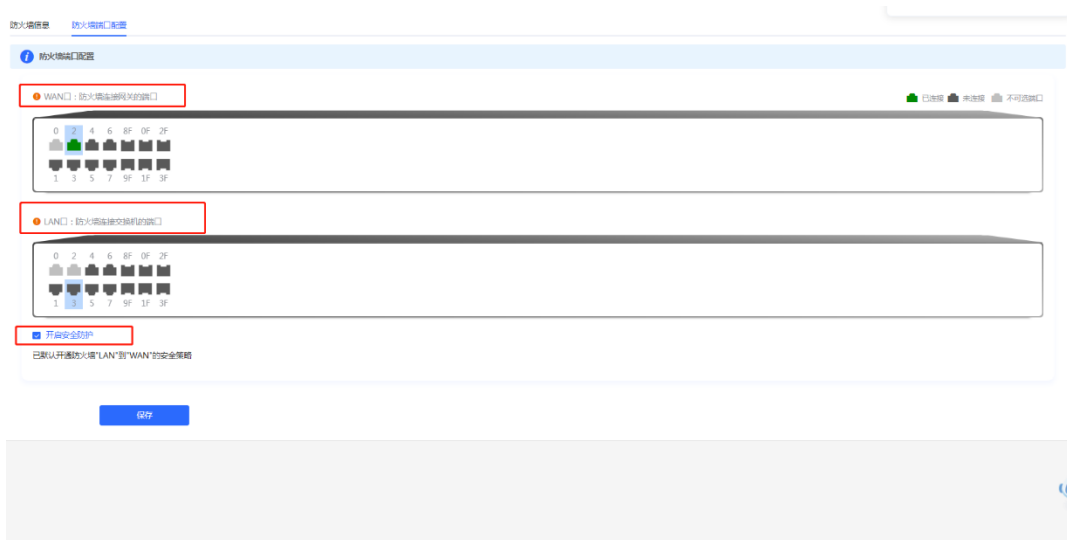 防火墙信息 防火墙端口配置
防火墙端口配置
WAN口：防火墙连接网关的端口
已连接 未连接 不可选端口
0 2 4 6 8F 0F 2F
1 3 5 7 9F 1F 3F
LAN口：防火墙连接交换机的端口
0 2 4 6 8F 0F 2F
1 3 5 7 9F 1F 3F
开启安全防护
已默认开通防火墙"LAN"到"WAN"的安全策略
保存